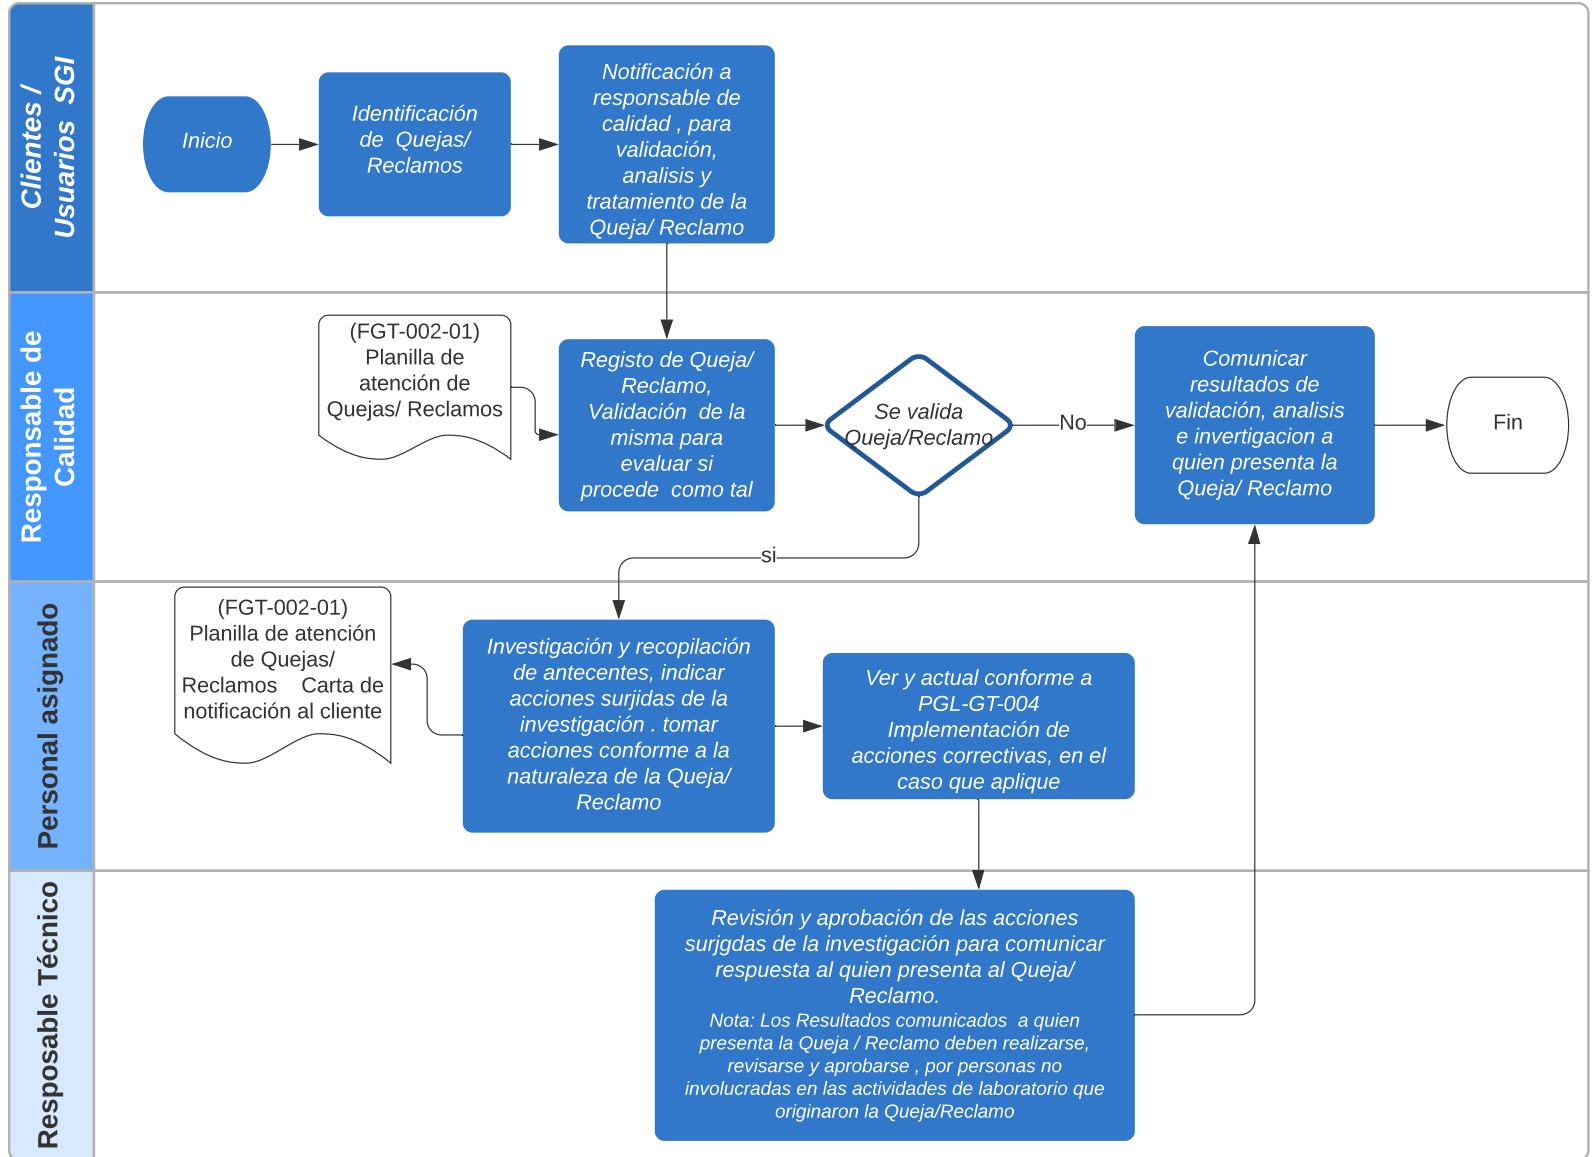 Clientes /
Usuarios  SGI
Inicio
Identificación
de  Quejas/
Reclamos
Notificación a
responsable de
calidad , para
validación,
analisis y
tratamiento de la
Queja/ Reclamo
Responsable de
Calidad
(FGT-002-01)
Planilla de
atención de
Quejas/ Reclamos
Registo de Queja/
Reclamo,
Validación  de la
misma para
evaluar si
procede  como tal
Se valida
Queja/Reclamo
No
si
Comunicar
resultados de
validación, analisis
e invertigacion a
quien presenta la
Queja/ Reclamo
Fin
Personal asignado
(FGT-002-01)
Planilla de atención
de Quejas/
Reclamos    Carta de
notificación al cliente
Investigación y recopilación
de antecentes, indicar
acciones surjidas de la
investigación . tomar
acciones conforme a la
naturaleza de la Queja/
Reclamo
Ver y actual conforme a
PGL-GT-004
Implementación de
acciones correctivas, en el
caso que aplique
Resposable Técnico
Revisión y aprobación de las acciones
surjgdas de la investigación para comunicar
respuesta al quien presenta al Queja/
Reclamo.
Nota: Los Resultados comunicados  a quien
presenta la Queja / Reclamo deben realizarse,
revisarse y aprobarse , por personas no
involucradas en las actividades de laboratorio que
originaron la Queja/Reclamo